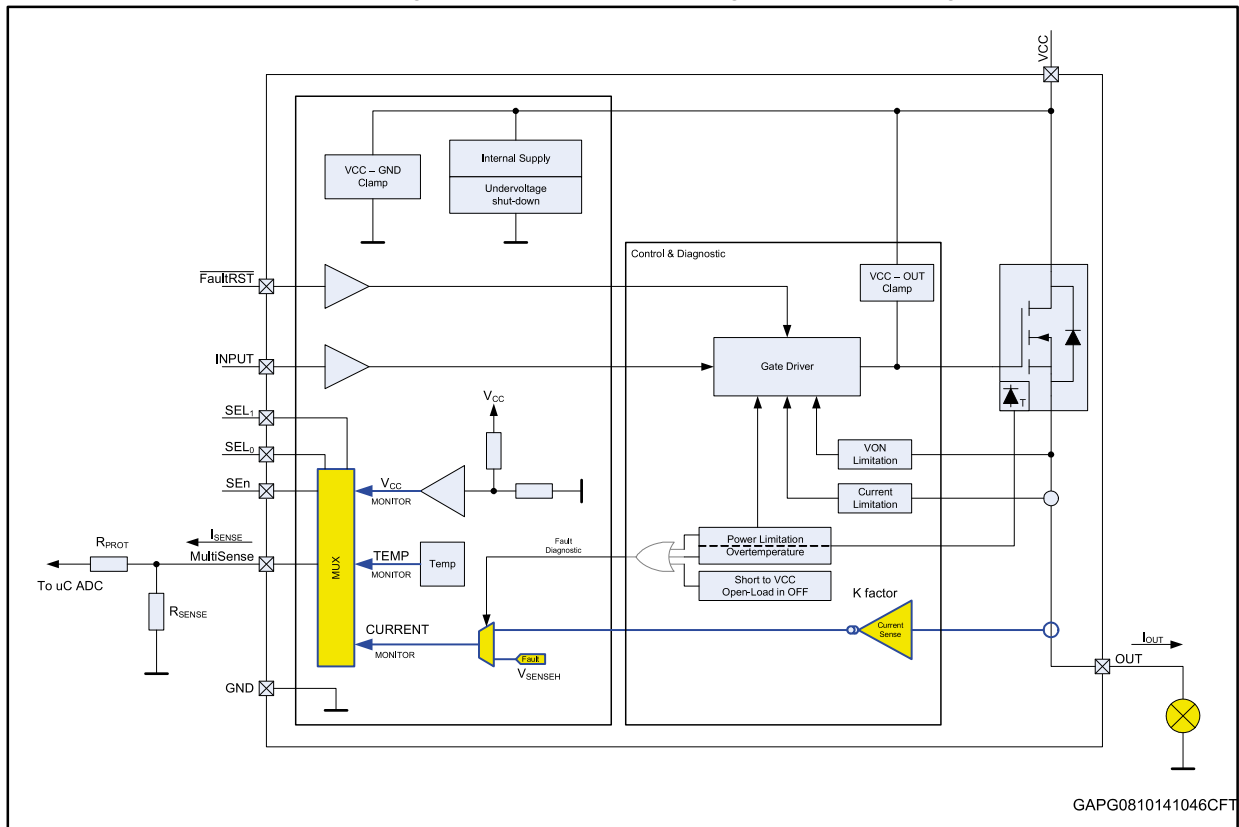 VCC
VCC – GND
Clamp
Internal Supply
Undervoltage
shut-down
Control & Diagnostic
FaultRST
VCC – OUT
Clamp
INPUT
Gate Driver
T
SEL₁
VCC
SEL₀
VON
Limitation
SEn
VCC
MONITOR
Current
Limitation
ISENSE
RPROT
MultiSense
MUX
TEMP
MONITOR
Temp
Fault
Diagnostic
Power Limitation
Overtemperature
To uC ADC
Short to VCC
Open-Load in OFF
RSENSE
K factor
CURRENT
MONITOR
Current
Sense
Fault
VSENSEH
IOUT
OUT
GND
GAPG0810141046CFT